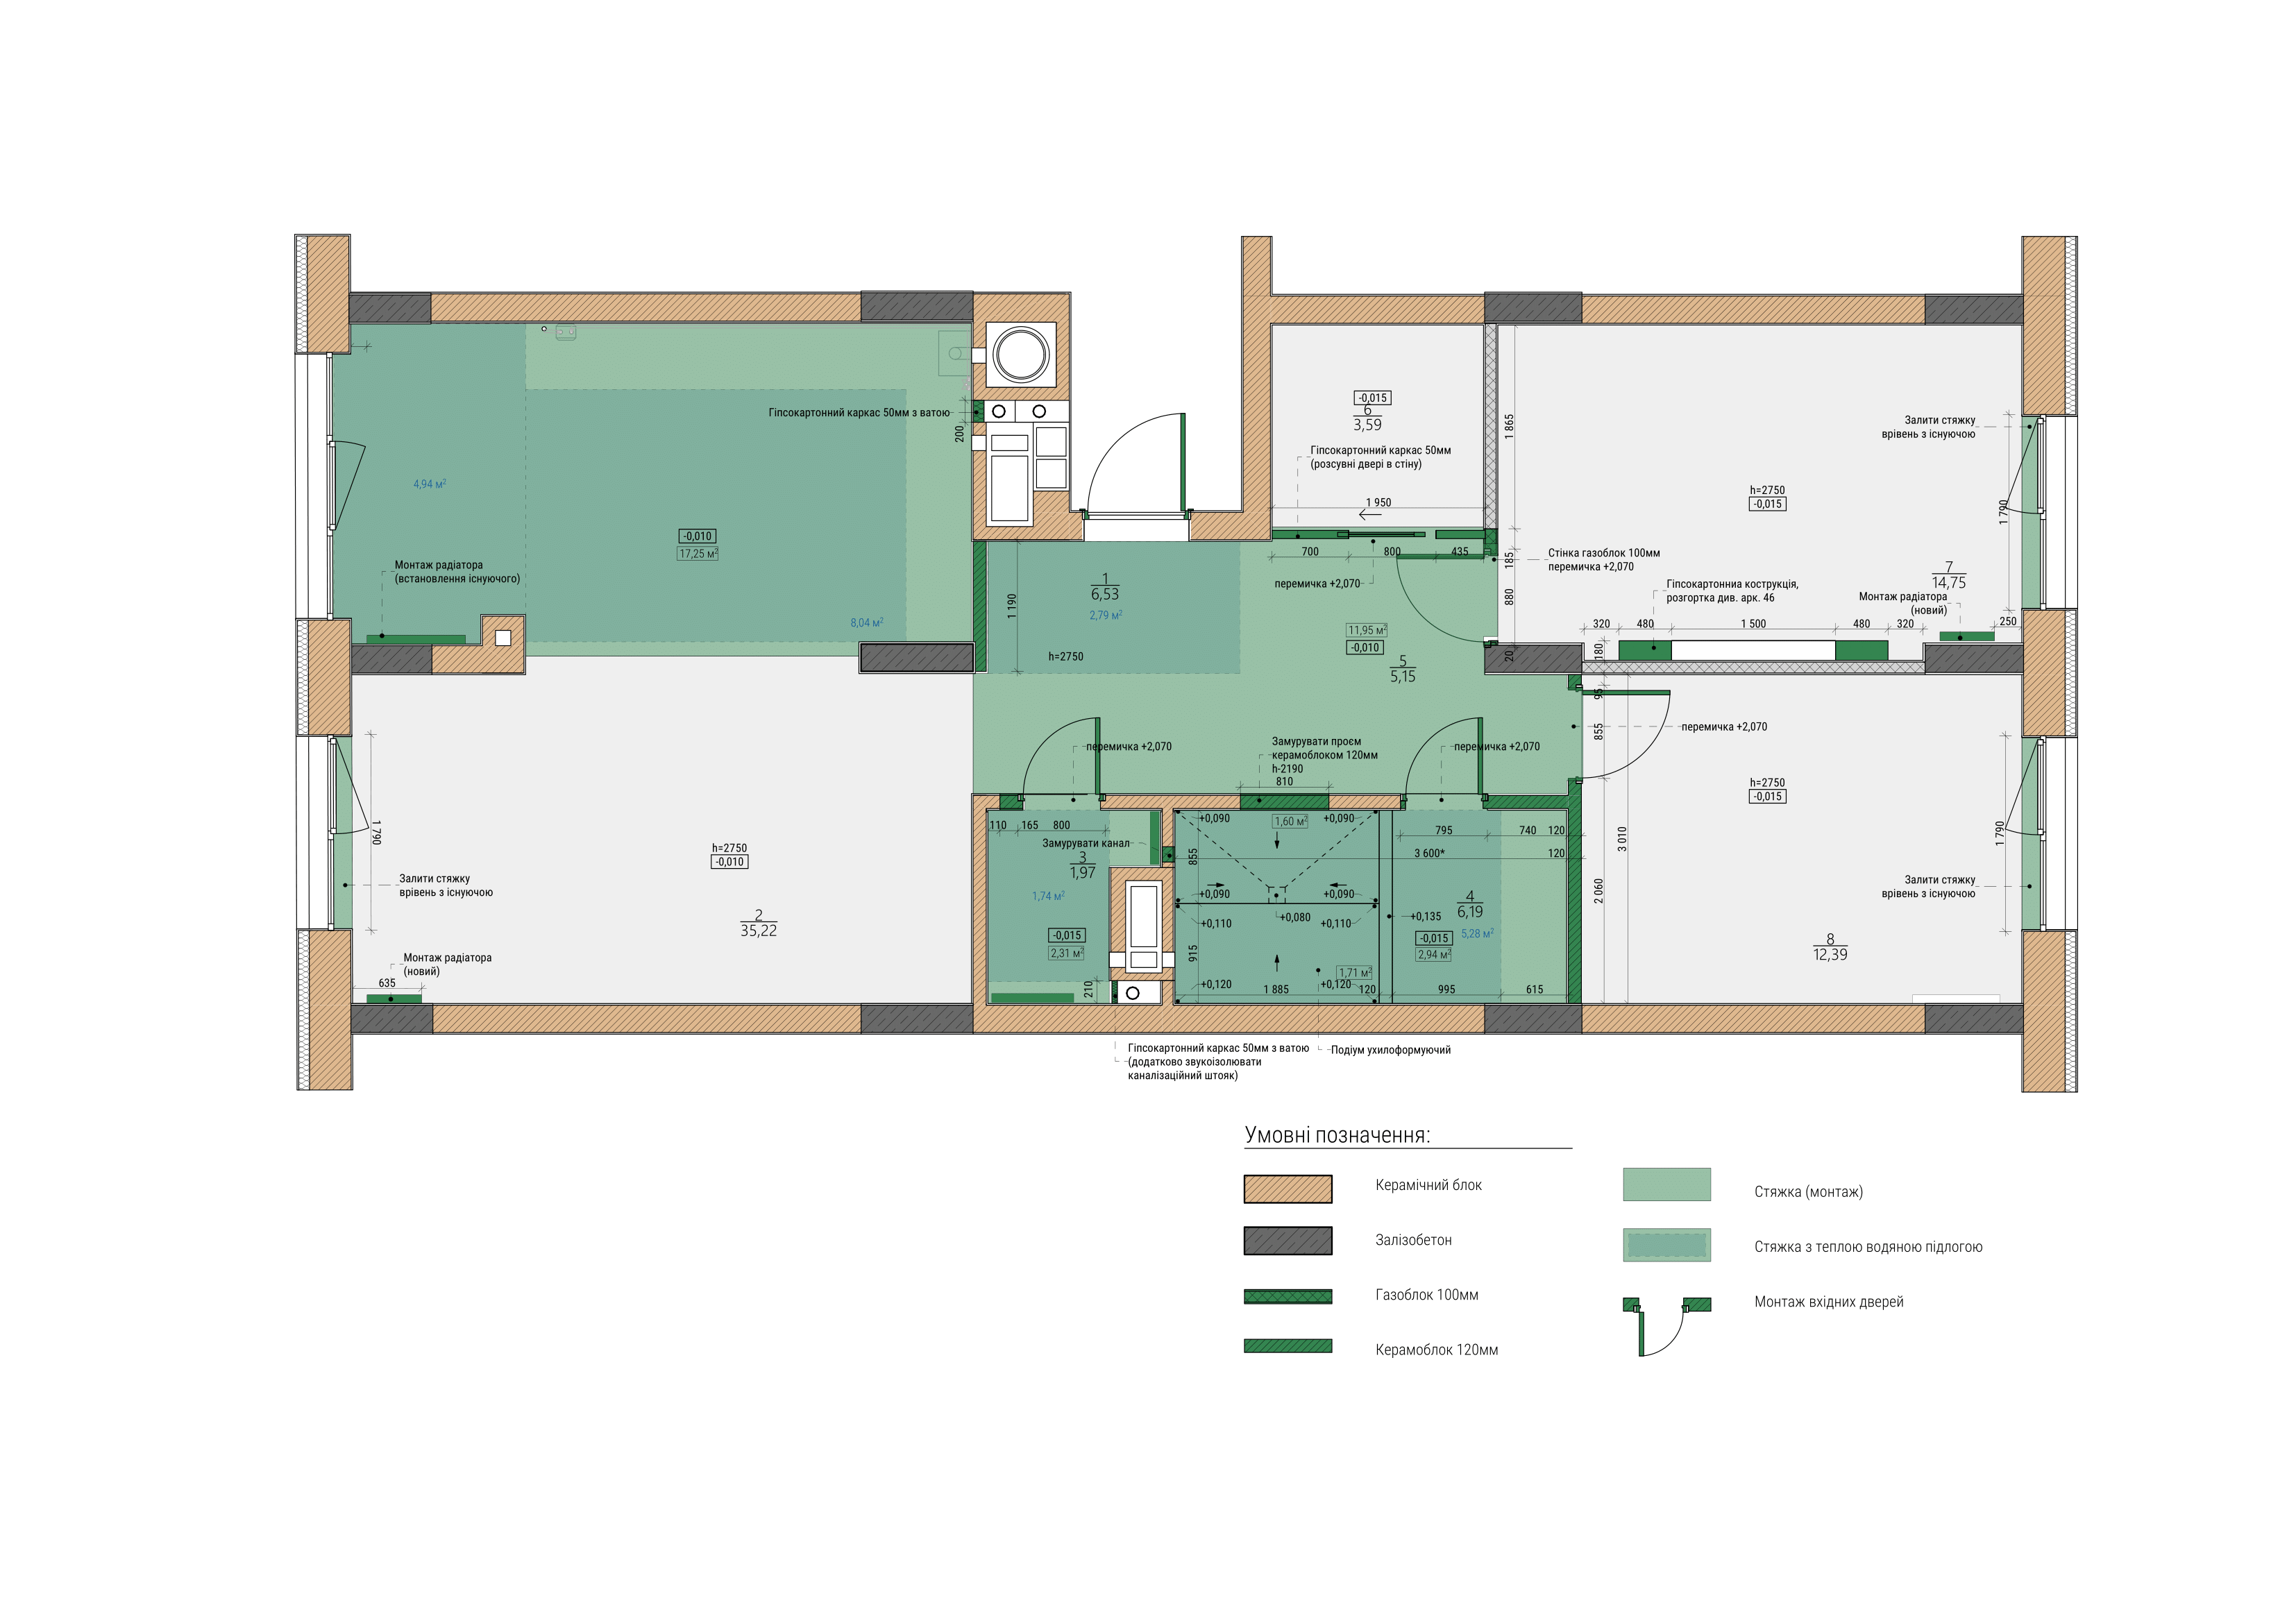 Гіпсокартонний каркас 50мм з ватою
200
4,94 м²
-0,010
17,25 м²
Монтаж радіатора
(встановлення існуючого)
8,04 м²
1
6,53
2,79 м²
1 190
h=2750
-0,015
6
3,59
Гіпсокартонний каркас 50мм
(розсувні двері в стіну)
1 950
700
800
435
перемичка +2,070
11,95 м²
-0,010
5
5,15
1 865
185
880
20
Стінка газоблок 100мм
перемичка +2,070
h=2750
-0,015
Залити стяжку
врівень з існуючою
1 790
7
14,75
Гіпсокартонниа кострукція,
розгортка див. арк. 46
Монтаж радіатора
(новий)
250
320
480
1 500
480
320
180
95
855
перемичка +2,070
3 010
2 060
h=2750
-0,015
1 790
Залити стяжку
врівень з існуючою
8
12,39
1 790
h=2750
-0,010
Залити стяжку
врівень з існуючою
2
35,22
Монтаж радіатора
(новий)
635
перемичка +2,070
Замурувати проєм
керамоблоком 120мм
h-2190
810
перемичка +2,070
110
165
800
Замурувати канал
3
1,97
1,74 м²
-0,015
2,31 м²
210
+0,090
1,60 м²
+0,090
855
+0,090
+0,090
+0,080
+0,110
+0,110
915
1,71 м²
+0,120
1 885
+0,120
120
795
740
120
3 600*
120
+0,135
4
6,19
5,28 м²
-0,015
2,94 м²
995
615
Гіпсокартонний каркас 50мм з ватою
(додатково звукоізолювати
каналізаційний штояк)
Подіум ухилоформуючий
Умовні позначення:
Керамічний блок
Залізобетон
Газоблок 100мм
Керамоблок 120мм
Стяжка (монтаж)
Стяжка з теплою водяною підлогою
Монтаж вхідних дверей